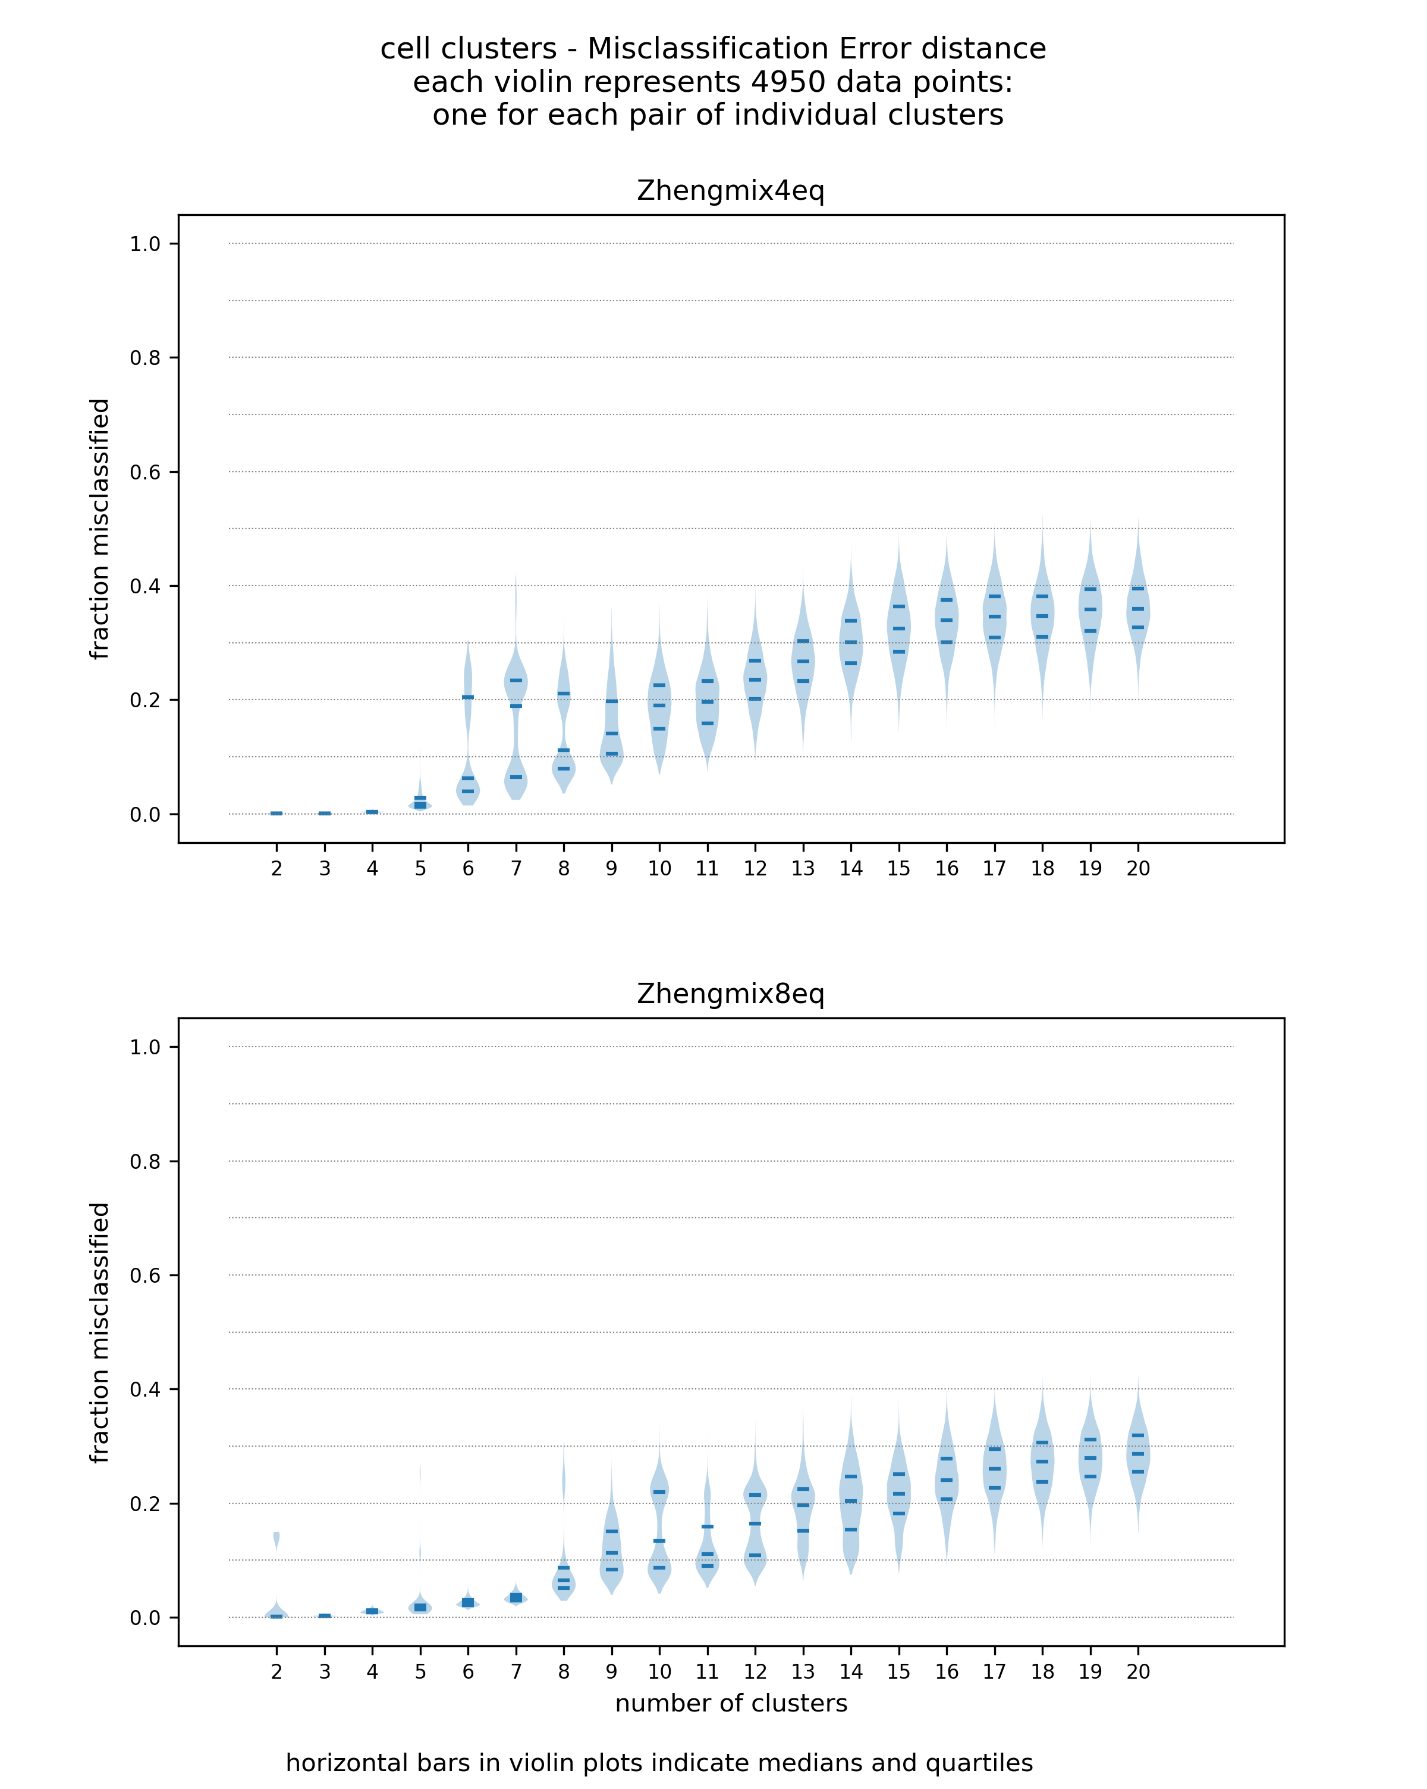 cell clusters - Misclassification Error distance
each violin represents 4950 data points:
one for each pair of individual clusters
Zhengmix4eq
1.0
0.8
0.6
0.4
0.2
0.0
fraction misclassified
2 3 4 5 6 7 8 9 10 11 12 13 14 15 16 17 18 19 20
Zhengmix8eq
1.0
0.8
0.6
0.4
0.2
0.0
fraction misclassified
2 3 4 5 6 7 8 9 10 11 12 13 14 15 16 17 18 19 20
number of clusters
horizontal bars in violin plots indicate medians and quartiles